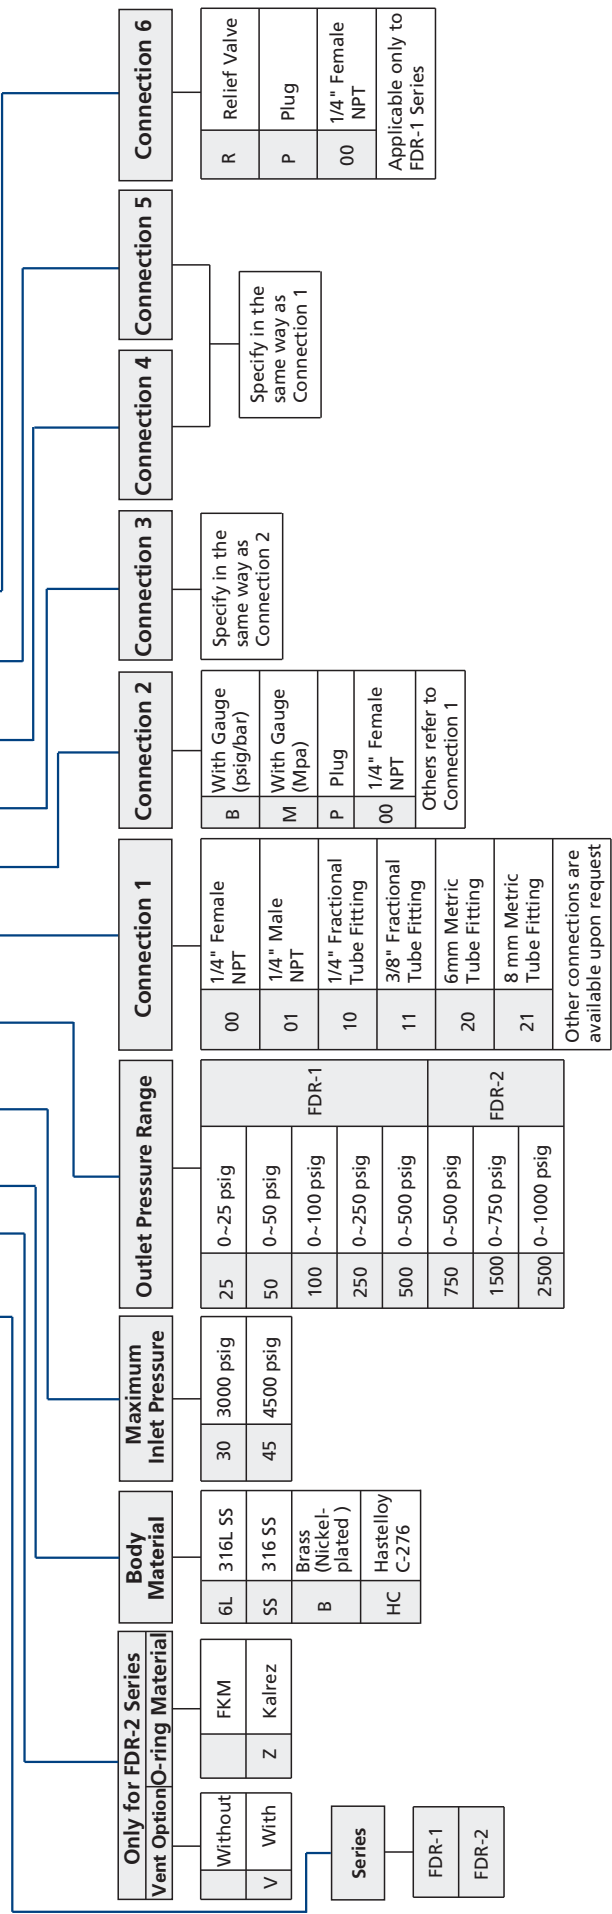 Series
FDR-1
FDR-2
Only for FDR-2 Series
Vent Option
Without
V With
O-ring Material
FKM
Z Kalrez
Body
Material
6L 316L SS
SS 316 SS
B Brass
(Nickel-
plated )
HC Hastelloy
C-276
Maximum
Inlet Pressure
30 3000 psig
45 4500 psig
Outlet Pressure Range
25 0~25 psig
50 0~50 psig
100 0~100 psig
250 0~250 psig
500 0~500 psig
FDR-1
750 0~500 psig
1500 0~750 psig
2500 0~1000 psig
FDR-2
Connection 1
00 1/4" Female
NPT
01 1/4" Male
NPT
10 1/4" Fractional
Tube Fitting
11 3/8" Fractional
Tube Fitting
20 6mm Metric
Tube Fitting
21 8 mm Metric
Tube Fitting
Other connections are
available upon request
Connection 2
B With Gauge
(psig/bar)
M With Gauge
(Mpa)
P Plug
00 1/4" Female
NPT
Others refer to
Connection 1
Connection 3
Specify in the
same way as
Connection 2
Connection 4
Connection 5
Specify in the
same way as
Connection 1
Connection 6
R Relief Valve
P Plug
00 1/4" Female
NPT
Applicable only to
FDR-1 Series